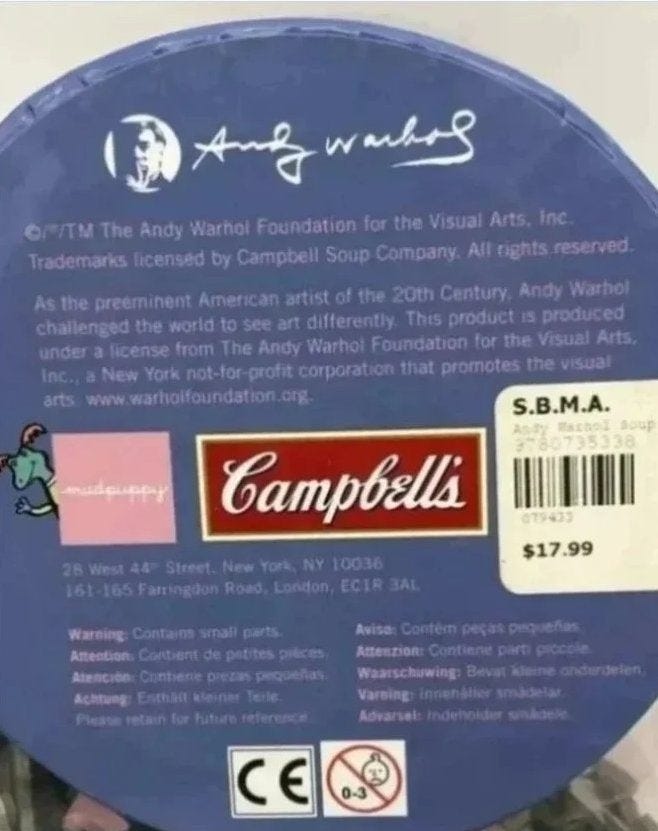 Andy Warhol
©/®/TM The Andy Warhol Foundation for the Visual Arts, Inc.
Trademarks licensed by Campbell Soup Company. All rights reserved.
As the preeminent American artist of the 20th Century, Andy Warhol
challenged the world to see art differently. This product is produced
under a license from The Andy Warhol Foundation for the Visual Arts,
Inc., a New York not-for-profit corporation that promotes the visual
arts. www.warholfoundation.org.
S.B.M.A.
Andy Warhol Soup
9780735338
079433
$17.99
mudpuppy
Campbell's
28 West 44th Street, New York, NY 10036
161-165 Farringdon Road, London, EC1R 3AL
Warning: Contains small parts.
Attention: Contient de petites pièces.
Atención: Contiene piezas pequeñas.
Achtung: Enthält kleiner Teile.
Please retain for future reference.
Aviso: Contém peças pequeñas
Attenzion: Contiene parti piccole.
Waarschuwing: Bevat kleine onderdelen.
Varning: Innehåller smådelar.
Advarsel: Indeholder smådele.
CE
0-3